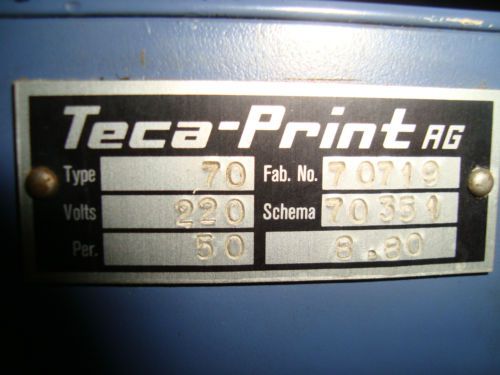 Teca-Print AG
Type 70 Fab. No. 70719
Volts 220 Schema 70351
Per. 50 8.80